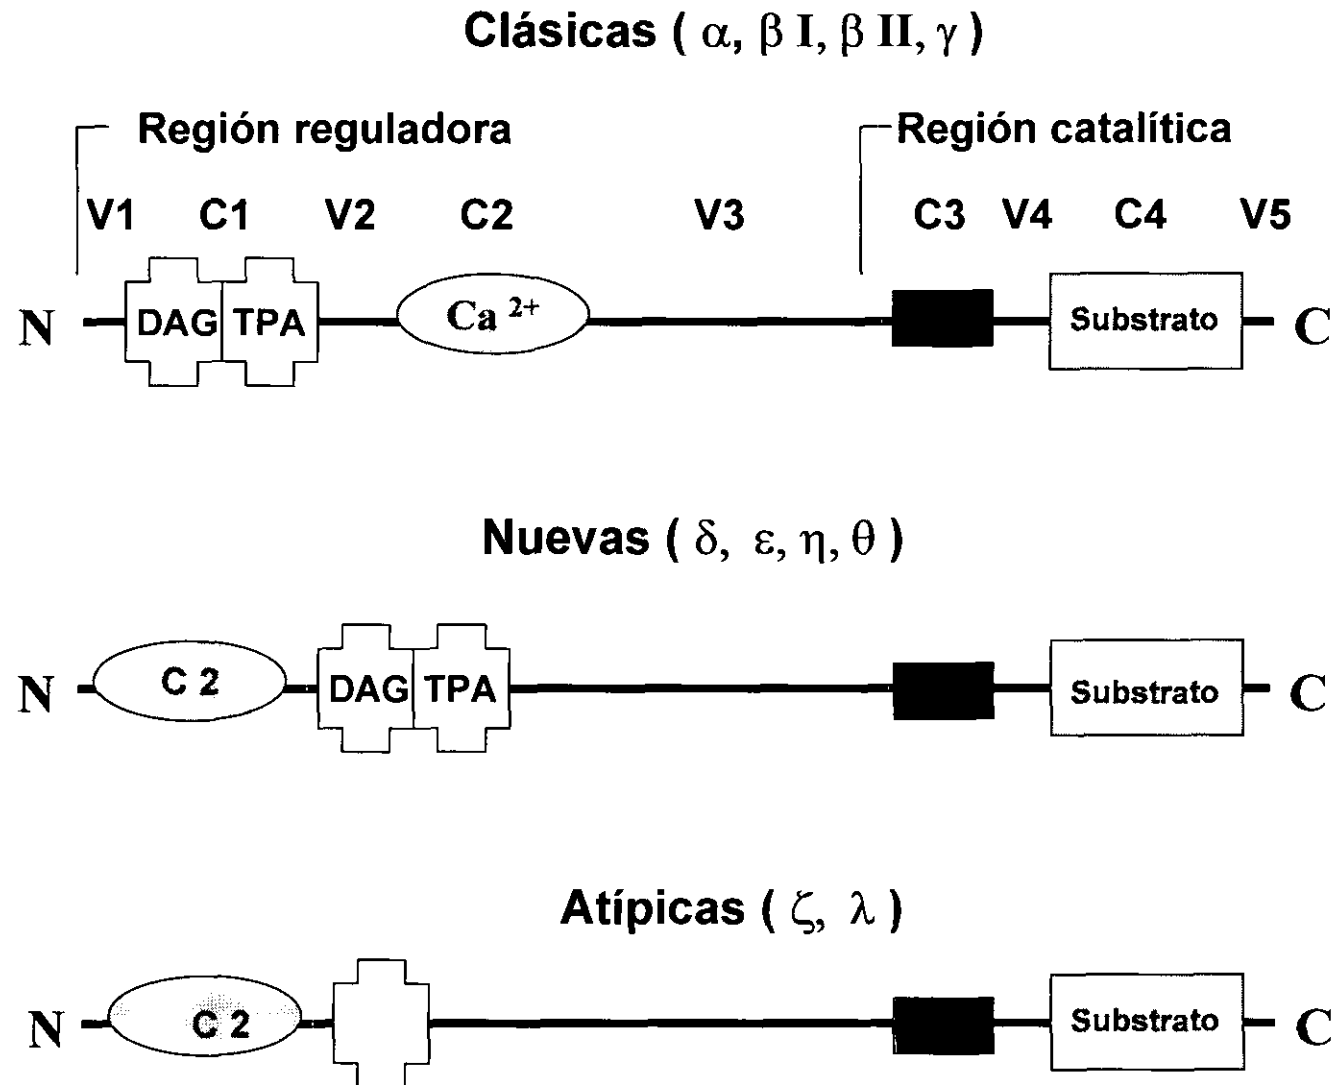 Clásicas ( α, β I, β II, γ )
Región reguladora Región catalítica
V1 C1 V2 C2 V3 C3 V4 C4 V5
N DAG TPA Ca 2+ Substrato C
Nuevas ( δ, ε, η, θ )
N C 2 DAG TPA Substrato C
Atípicas ( ζ, λ )
N C 2 Substrato C